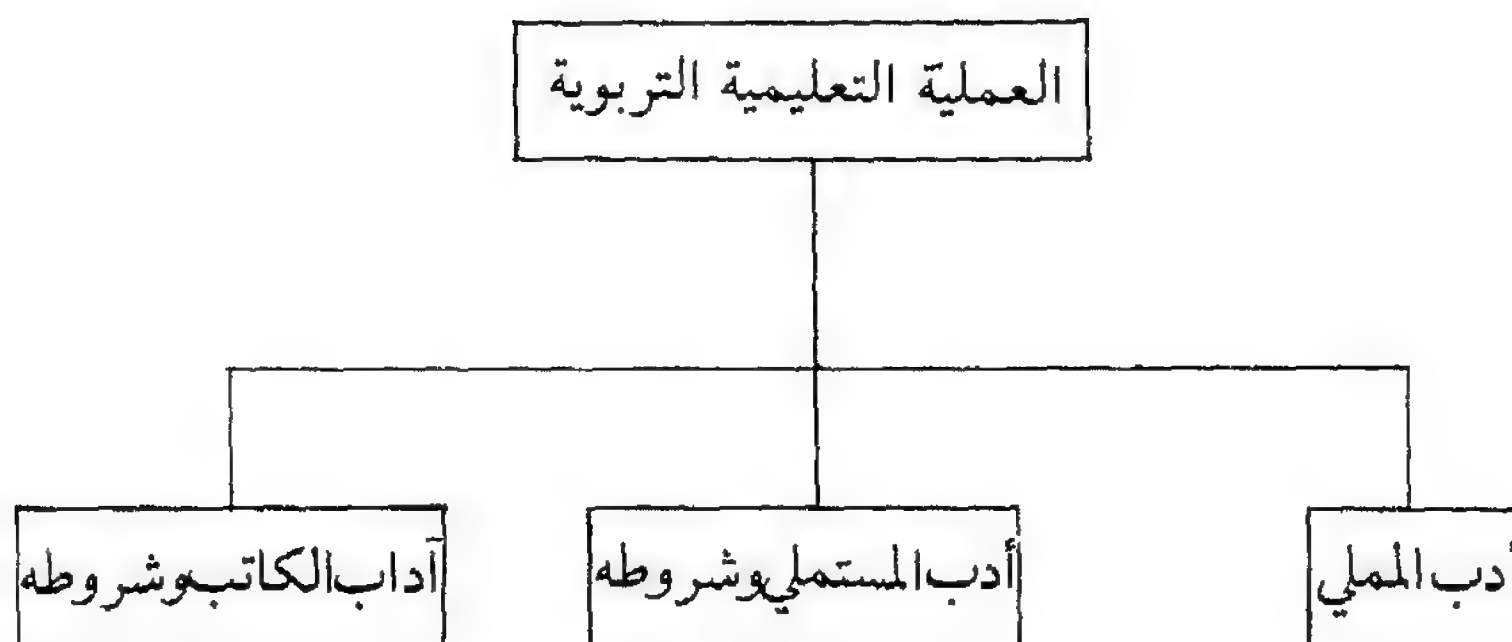 العملية التعليمية التربوية
أدب المملي
أدب المستملي وشروطه
آداب الكاتب وشروطه